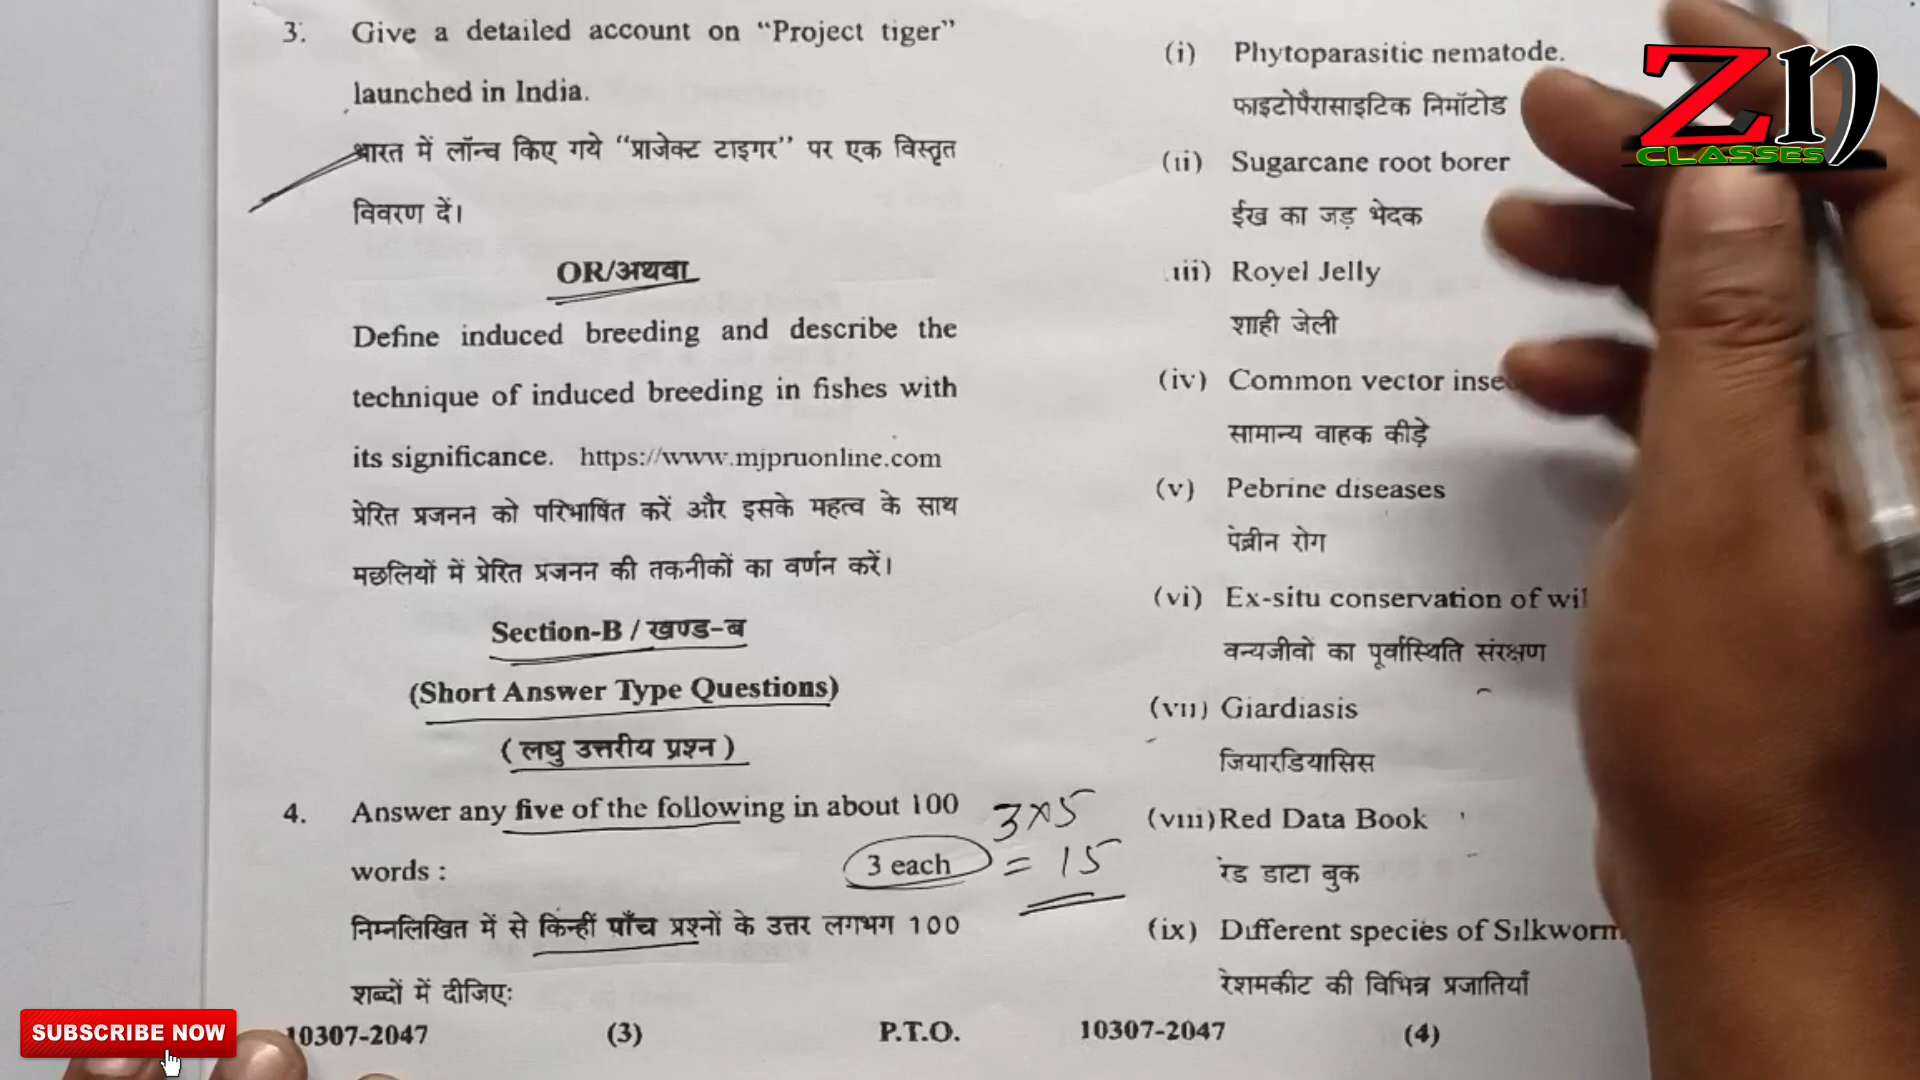 3. Give a detailed account on “Project tiger”
launched in India.
भारत में लॉन्च किए गये “प्राजेक्ट टाइगर” पर एक विस्तृत
विवरण दें।
OR/अथवा
Define induced breeding and describe the
technique of induced breeding in fishes with
its significance. https://www.mjpruonline.com
प्रेरित प्रजनन को परिभाषित करें और इसके महत्व के साथ
मछलियों में प्रेरित प्रजनन की तकनीकों का वर्णन करें।
Section-B / खण्ड-ब
(Short Answer Type Questions)
(लघु उत्तरीय प्रश्न)
4. Answer any five of the following in about 100
words : 3 each
3×5
= 15
निम्नलिखित में से किन्हीं पाँच प्रश्नों के उत्तर लगभग 100
शब्दों में दीजिए:
10307-2047 (3) P.T.O.
(i) Phytoparasitic nematode.
फाइटोपैरासाइटिक निमॉटोड
(ii) Sugarcane root borer
ईख का जड़ भेदक
iii) Royel Jelly
शाही जेली
(iv) Common vector
सामान्य वाहक कीड़े
(v) Pebrine diseases
पेब्रीन रोग
(vi) Ex-situ conservation of
वन्यजीवों का पूर्वास्थिति संरक्षण
(vii) Giardiasis
जियारडियासिस
(viii) Red Data Book
रेड डाटा बुक
(ix) Different species of Silkworm
रेशमकीट की विभिन्न प्रजातियाँ
10307-2047 (4)
Zn
CLASSES
SUBSCRIBE NOW